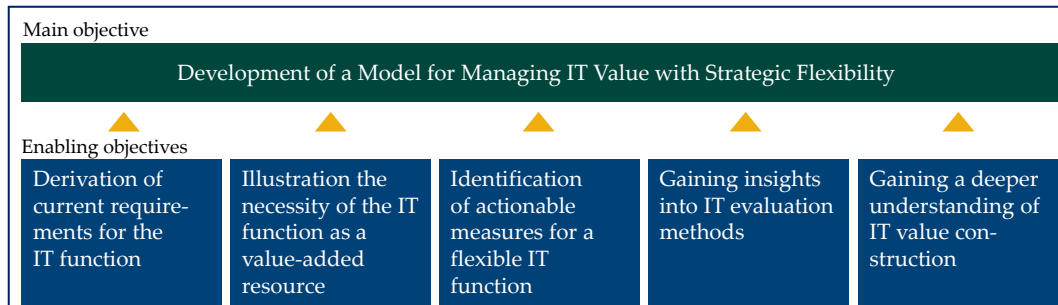 Main objective
Development of a Model for Managing IT Value with Strategic Flexibility
Enabling objectives
Derivation of
current require-
ments for the
IT function
Illustration the
necessity of the IT
function as a
value-added
resource
Identification
of actionable
measures for a
flexible IT
function
Gaining insights
into IT evaluation
methods
Gaining a deeper
understanding of
IT value con-
struction